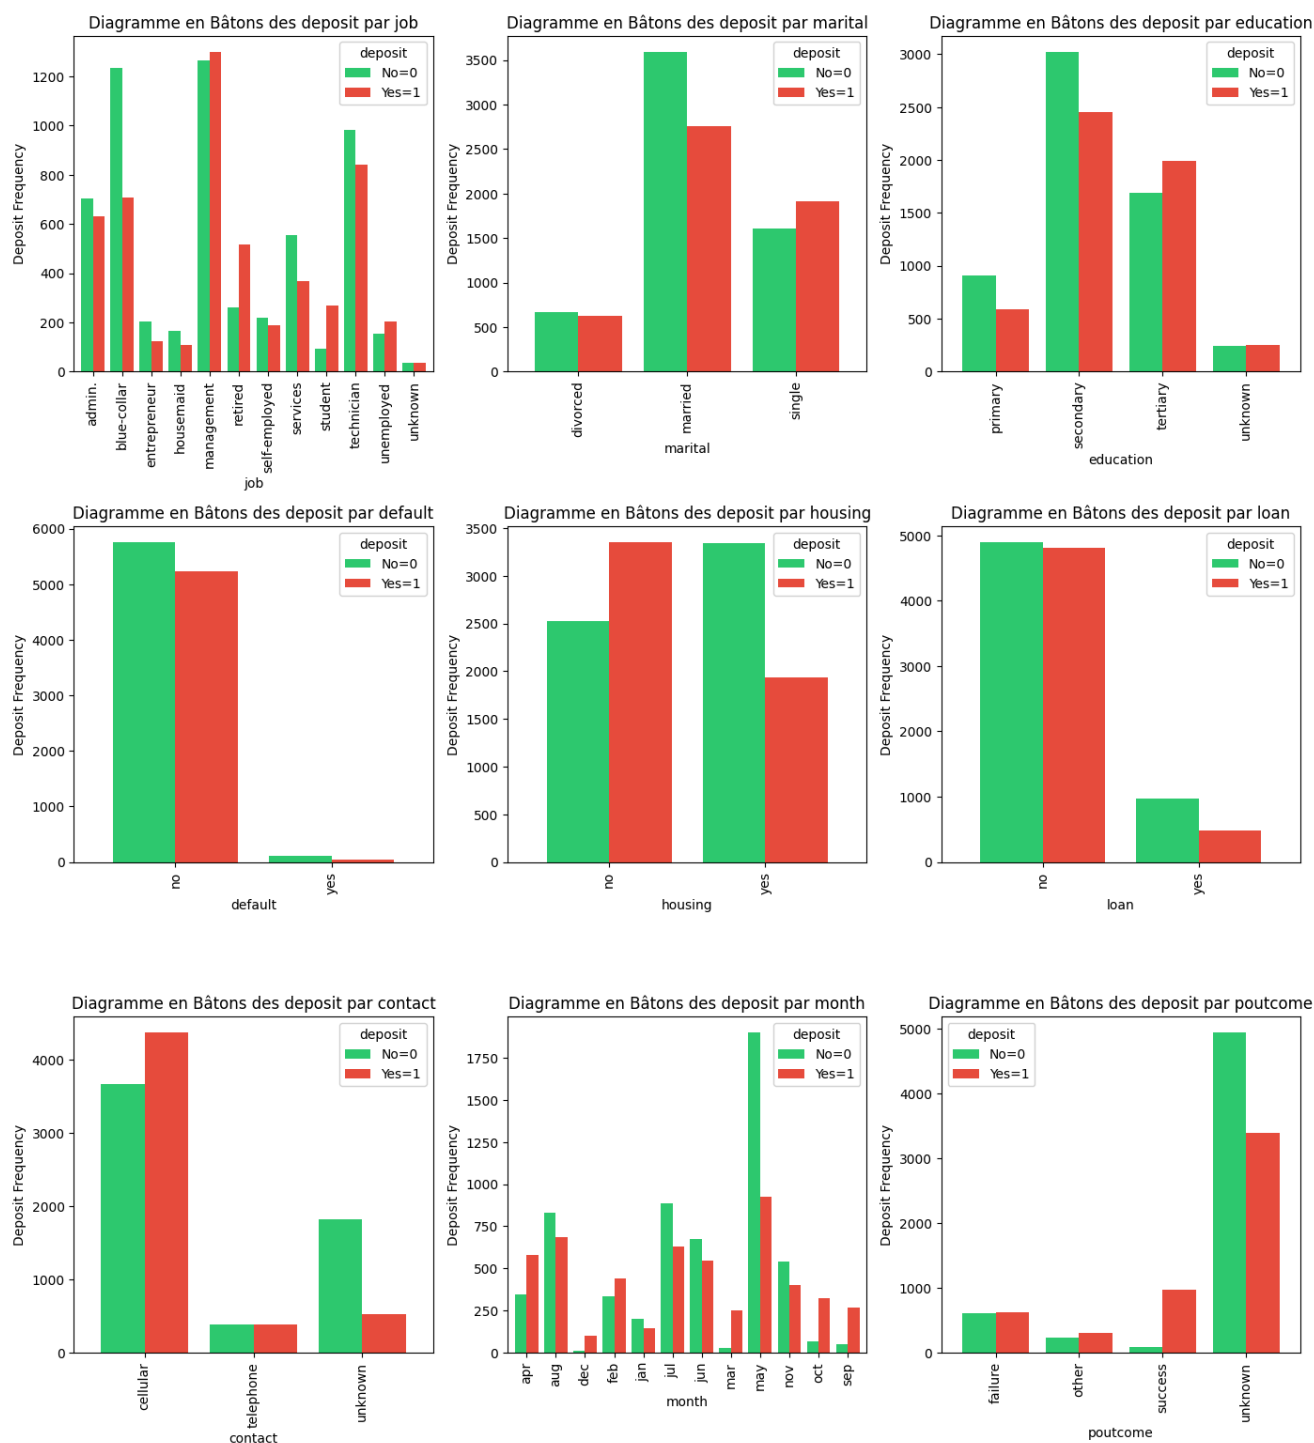 Diagramme en Bâtons des deposit par job
deposit
No=0
Yes=1
Deposit Frequency
1200
1000
800
600
400
200
0
admin.
blue-collar
entrepreneur
housemaid
management
retired
self-employed
services
student
technician
unemployed
unknown
job
Diagramme en Bâtons des deposit par marital
deposit
No=0
Yes=1
Deposit Frequency
3500
3000
2500
2000
1500
1000
500
0
divorced
married
single
marital
Diagramme en Bâtons des deposit par education
deposit
No=0
Yes=1
Deposit Frequency
3000
2500
2000
1500
1000
500
0
primary
secondary
tertiary
unknown
education
Diagramme en Bâtons des deposit par default
deposit
No=0
Yes=1
Deposit Frequency
6000
5000
4000
3000
2000
1000
0
no
yes
default
Diagramme en Bâtons des deposit par housing
deposit
No=0
Yes=1
Deposit Frequency
3500
3000
2500
2000
1500
1000
500
0
no
yes
housing
Diagramme en Bâtons des deposit par loan
deposit
No=0
Yes=1
Deposit Frequency
5000
4000
3000
2000
1000
0
no
yes
loan
Diagramme en Bâtons des deposit par contact
deposit
No=0
Yes=1
Deposit Frequency
4000
3000
2000
1000
0
cellular
telephone
unknown
contact
Diagramme en Bâtons des deposit par month
deposit
No=0
Yes=1
Deposit Frequency
1750
1500
1250
1000
750
500
250
0
apr
aug
dec
feb
jan
jul
jun
mar
may
nov
oct
sep
month
Diagramme en Bâtons des deposit par poutcome
deposit
No=0
Yes=1
Deposit Frequency
5000
4000
3000
2000
1000
0
failure
other
success
unknown
poutcome